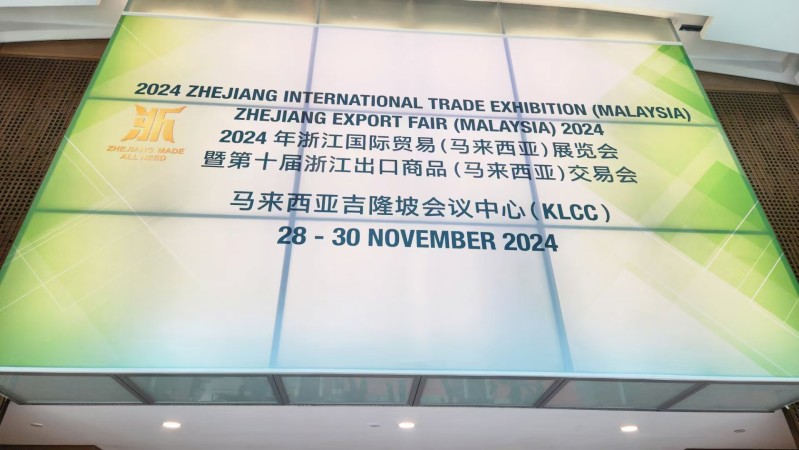 2024 ZHEJIANG INTERNATIONAL TRADE EXHIBITION (MALAYSIA)
ZHEJIANG EXPORT FAIR (MALAYSIA) 2024
浙
ZHEJIANG MADE
ALL NEED
2024 年浙江国际贸易(马来西亚)展览会
暨第十届浙江出口商品(马来西亚)交易会
马来西亚吉隆坡会议中心(KLCC)
28 - 30 NOVEMBER 2024